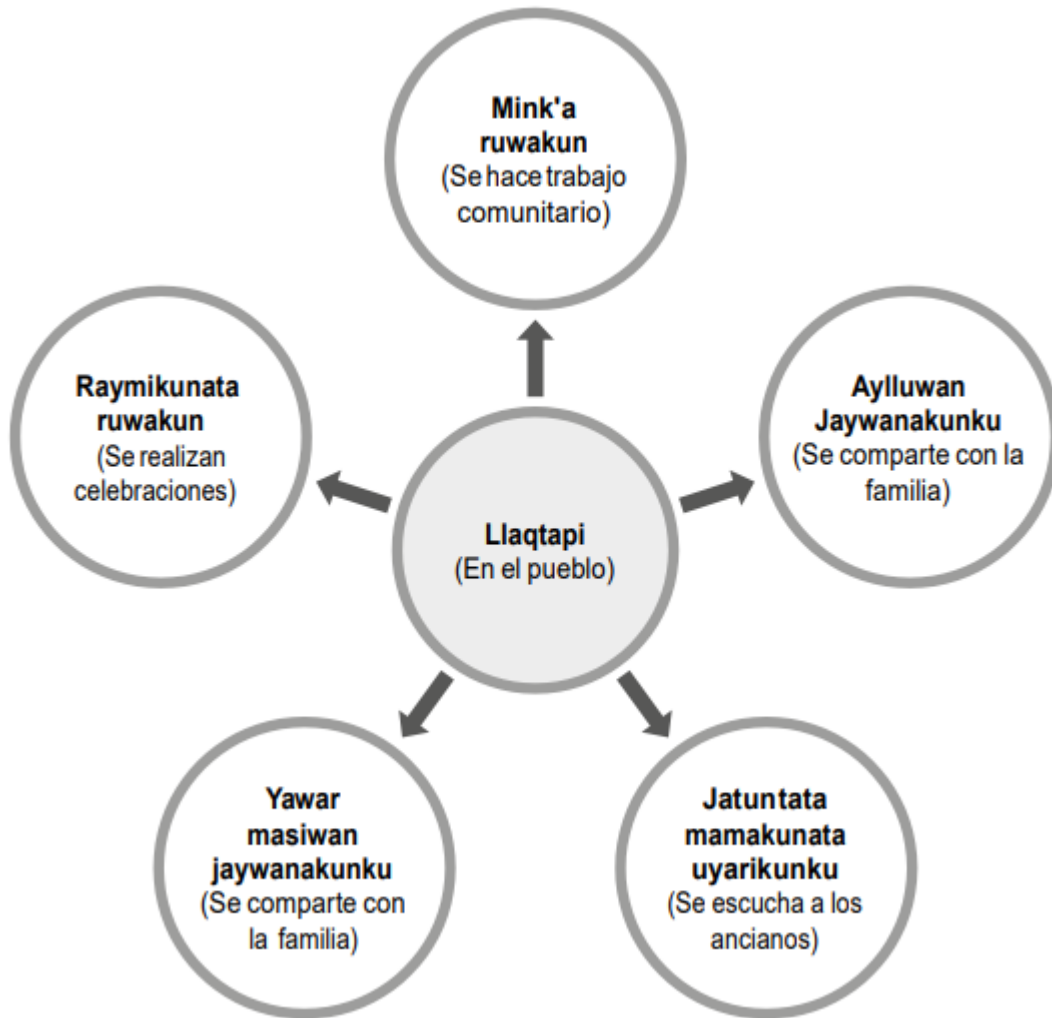 Mink'a
ruwakun
(Se hace trabajo
comunitario)
Raymikunata
ruwakun
(Se realizan
celebraciones)
Aylluwan
Jaywanakunku
(Se comparte con la
familia)
Llaqtapi
(En el pueblo)
Yawar
masiwan
jaywanakunku
(Se comparte con
la familia)
Jatuntata
mamakunata
uyarikunku
(Se escucha a los
ancianos)